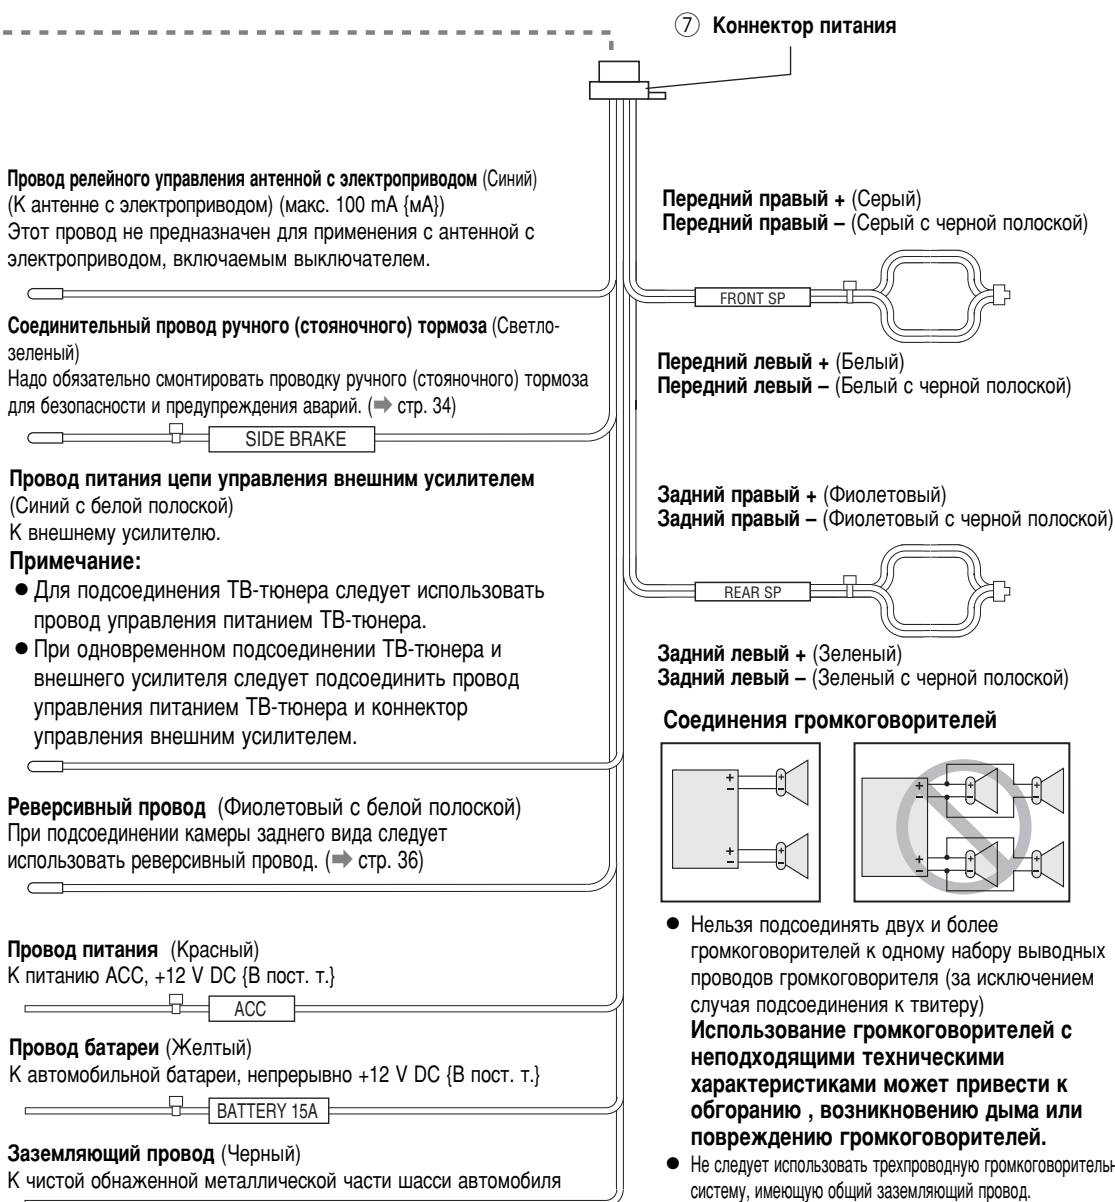 ⑦ Коннектор питания
Провод релейного управления антенной с электроприводом (Синий)
(К антенне с электроприводом) (макс. 100 mA {мА})
Этот провод не предназначен для применения с антенной с
электроприводом, включаемым выключателем.
Соединительный провод ручного (стояночного) тормоза (Светло-
зеленый)
Надо обязательно смонтировать проводку ручного (стояночного) тормоза
для безопасности и предупреждения аварий. (➡ стр. 34)
SIDE BRAKE
Провод питания цепи управления внешним усилителем
(Синий с белой полоской)
К внешнему усилителю.
Примечание:
● Для подсоединения ТВ-тюнера следует использовать
провод управления питанием ТВ-тюнера.
● При одновременном подсоединении ТВ-тюнера и
внешнего усилителя следует подсоединить провод
управления питанием ТВ-тюнера и коннектор
управления внешним усилителем.
Реверсивный провод (Фиолетовый с белой полоской)
При подсоединении камеры заднего вида следует
использовать реверсивный провод. (➡ стр. 36)
Провод питания (Красный)
К питанию ACC, +12 V DC {В пост. т.}
ACC
Провод батареи (Желтый)
К автомобильной батареи, непрерывно +12 V DC {В пост. т.}
BATTERY 15A
Заземляющий провод (Черный)
К чистой обнаженной металлической части шасси автомобиля
Передний правый + (Серый)
Передний правый – (Серый с черной полоской)
FRONT SP
Передний левый + (Белый)
Передний левый – (Белый с черной полоской)
Задний правый + (Фиолетовый)
Задний правый – (Фиолетовый с черной полоской)
REAR SP
Задний левый + (Зеленый)
Задний левый – (Зеленый с черной полоской)
Соединения громкоговорителей
+ – + –
+ – + –
● Нельзя подсоединять двух и более
громкоговорителей к одному набору выводных
проводов громкоговорителя (за исключением
случая подсоединения к твитеру)
Использование громкоговорителей с
неподходящими техническими
характеристиками может привести к
обгоранию , возникновению дыма или
повреждению громкоговорителей.
● Не следует использовать трехпроводную громкоговоритель
систему, имеющую общий заземляющий провод.